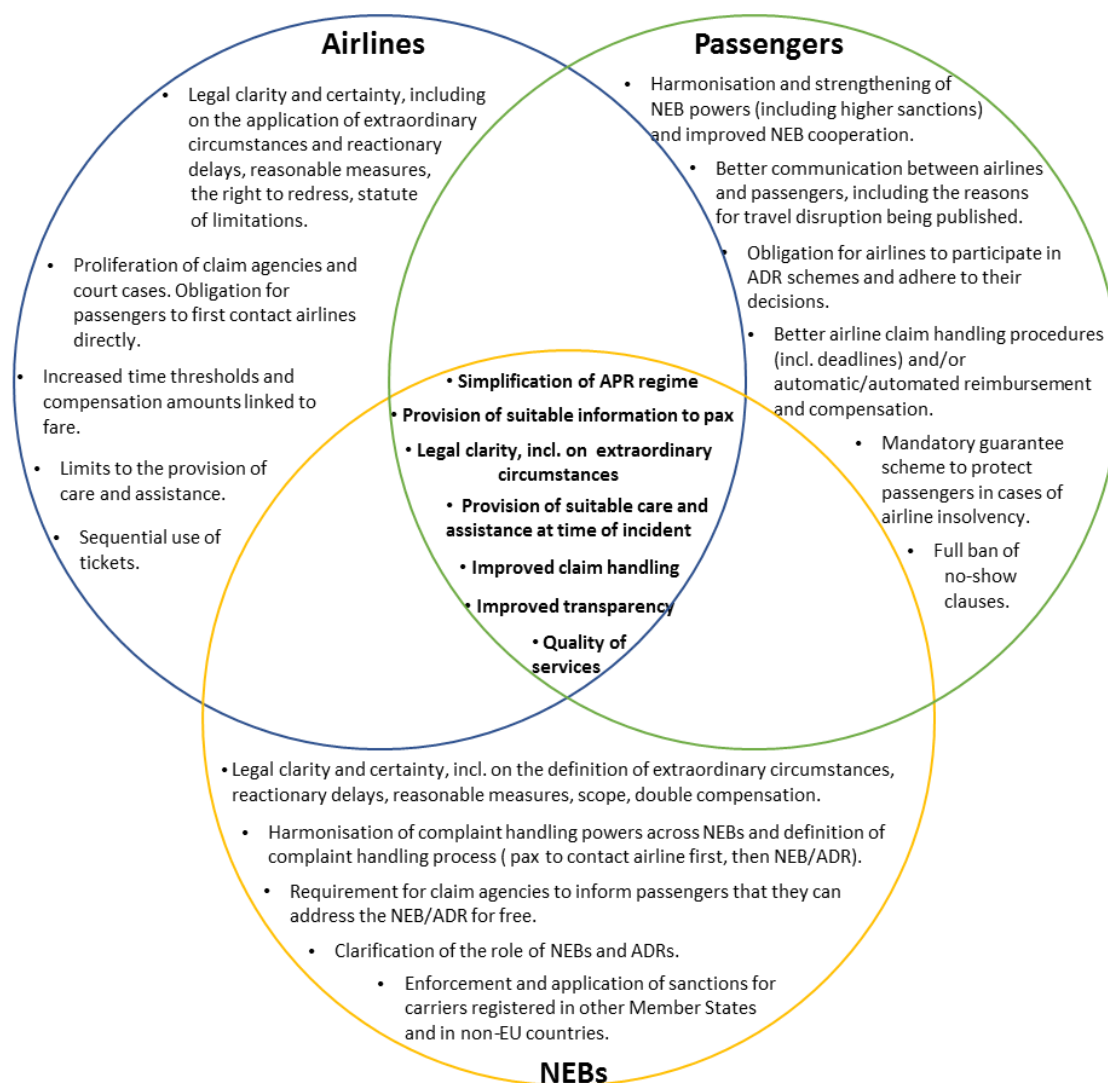 Airlines
• Legal clarity and certainty, including
on the application of extraordinary
circumstances and reactionary
delays, reasonable measures,
the right to redress, statute
of limitations.
• Proliferation of claim agencies and
court cases. Obligation for
passengers to first contact airlines
directly.
• Increased time thresholds and
compensation amounts linked to
fare.
• Limits to the provision of
care and assistance.
• Sequential use of
tickets.
Passengers
• Harmonisation and strengthening of
NEB powers (including higher sanctions)
and improved NEB cooperation.
• Better communication between airlines
and passengers, including the reasons
for travel disruption being published.
• Obligation for airlines to participate in
ADR schemes and adhere to their
decisions.
• Better airline claim handling procedures
(incl. deadlines) and/or
automatic/automated reimbursement
and compensation.
• Mandatory guarantee
scheme to protect
passengers in cases of
airline insolvency.
• Full ban of
no-show
clauses.
• Simplification of APR regime
• Provision of suitable information to pax
• Legal clarity, incl. on extraordinary
circumstances
• Provision of suitable care and
assistance at time of incident
• Improved claim handling
• Improved transparency
• Quality of
services
• Legal clarity and certainty, incl. on the definition of extraordinary circumstances,
reactionary delays, reasonable measures, scope, double compensation.
• Harmonisation of complaint handling powers across NEBs and definition of
complaint handling process ( pax to contact airline first, then NEB/ADR).
• Requirement for claim agencies to inform passengers that they can
address the NEB/ADR for free.
• Clarification of the role of NEBs and ADRs.
• Enforcement and application of sanctions for
carriers registered in other Member States
and in non-EU countries.
NEBs